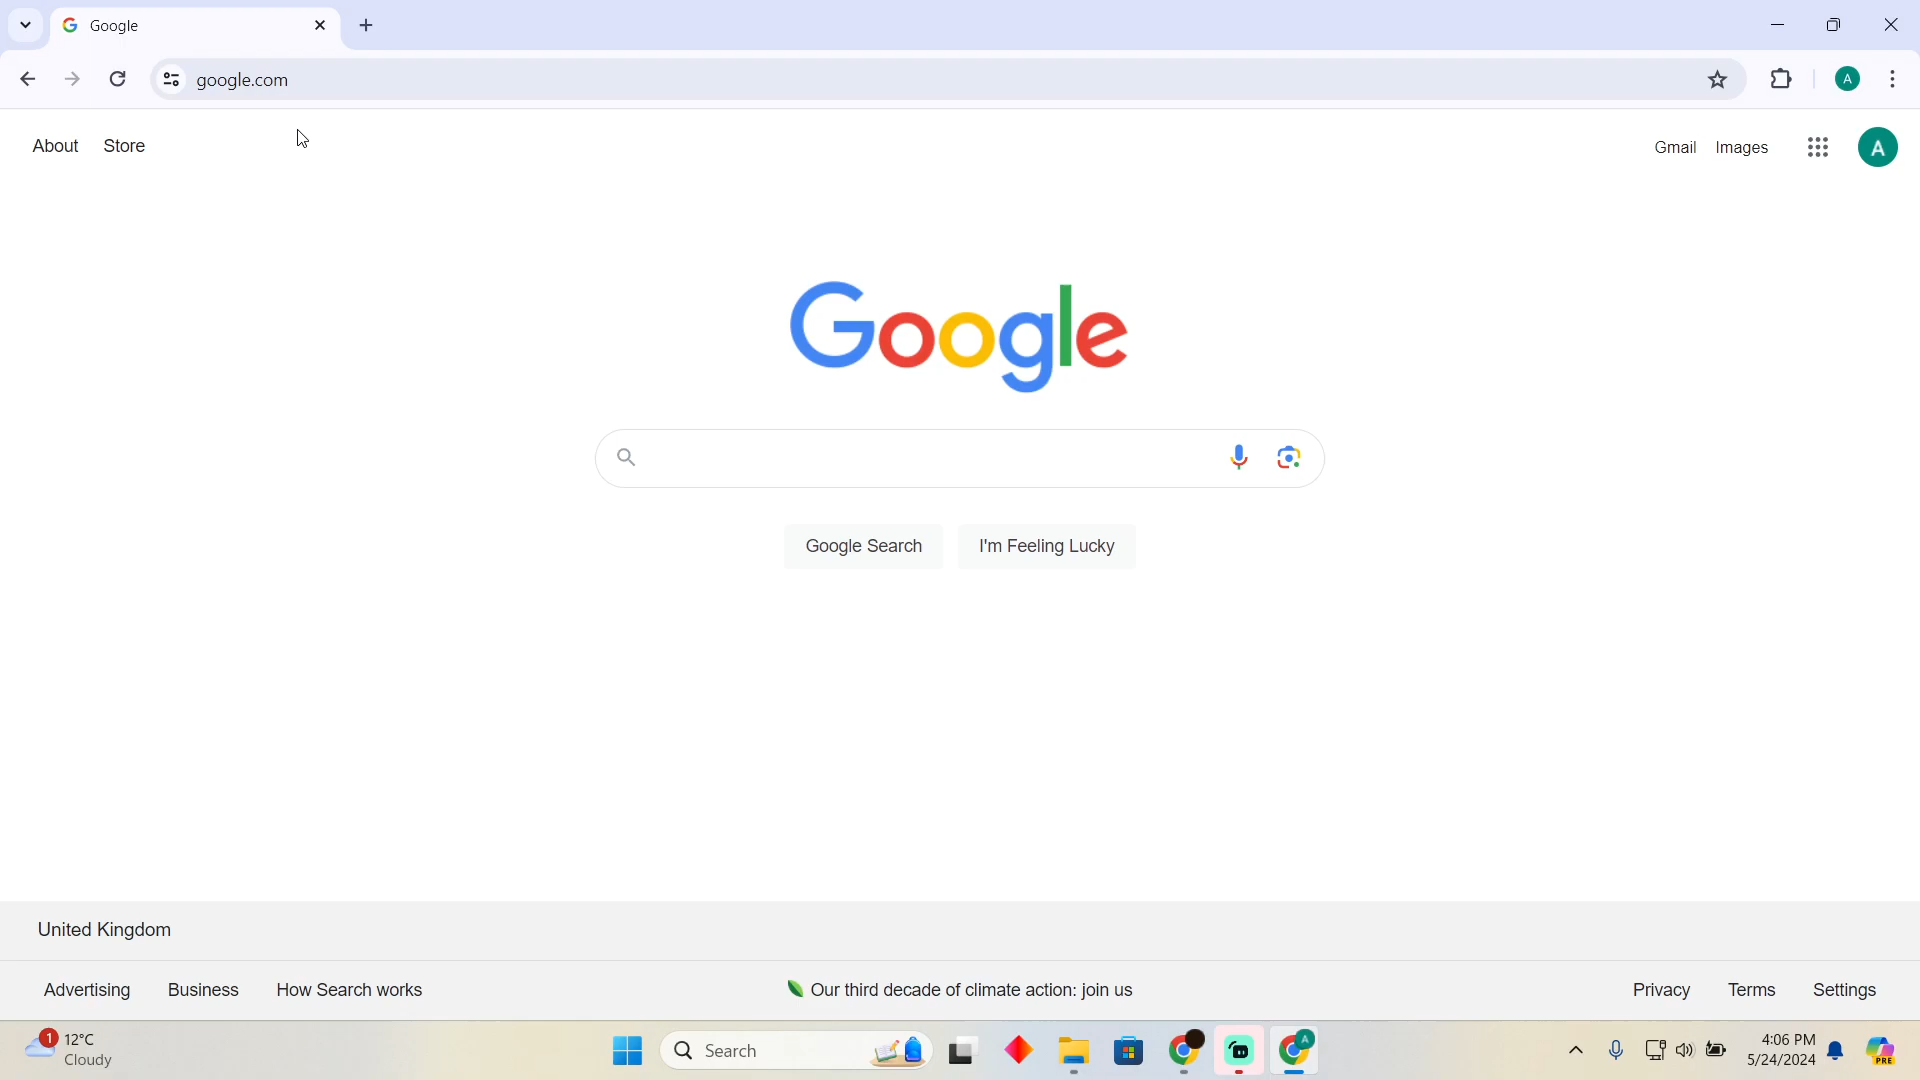 Google
google.com
A
About Store
Gmail Images
A
Google
Google Search I'm Feeling Lucky
United Kingdom
Advertising Business How Search works
Our third decade of climate action: join us
Privacy Terms Settings
1
12°C
Cloudy
Search
A
4:06 PM
5/24/2024
PRE